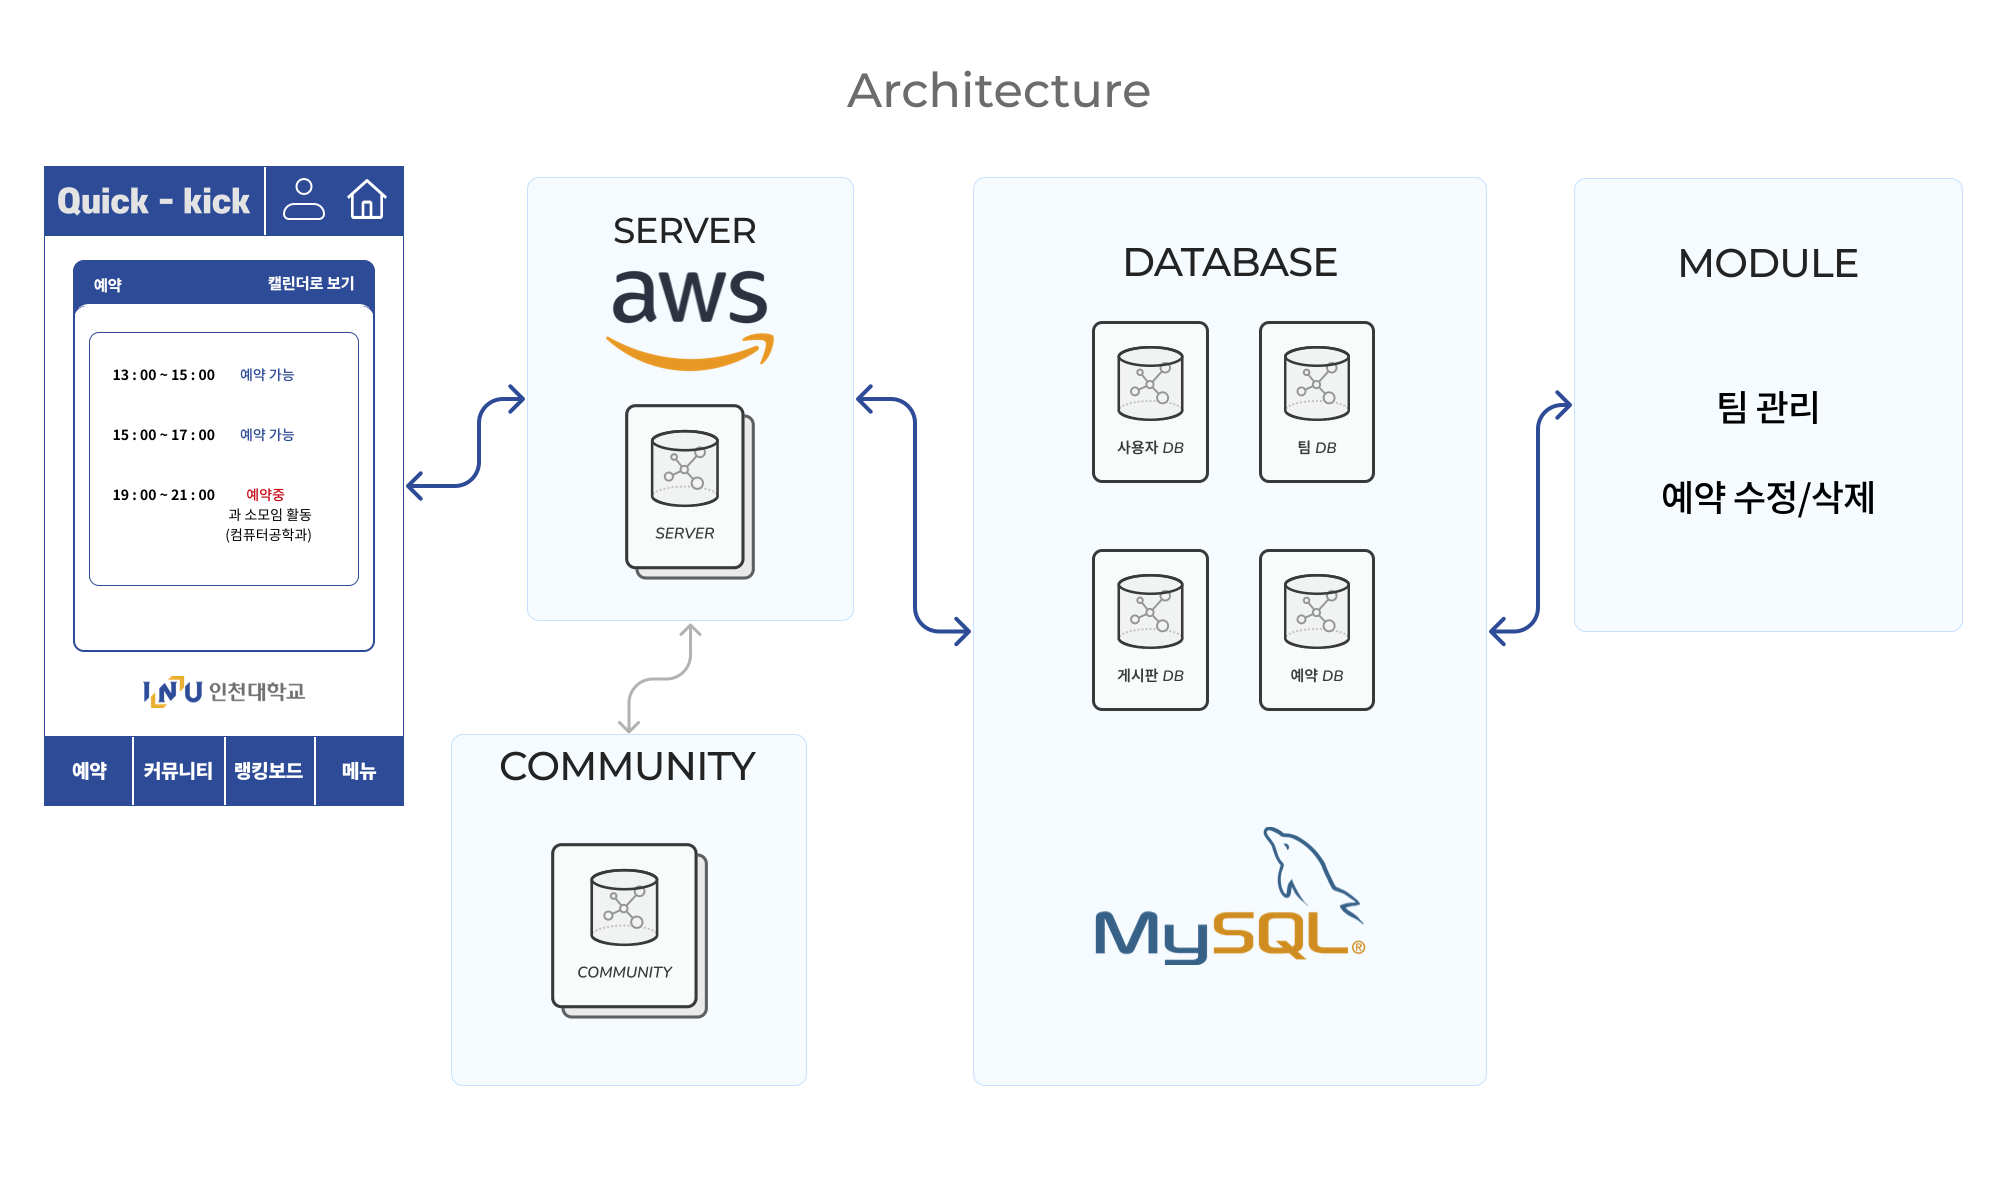 Architecture
Quick - kick
예약 캘린더로 보기
13 : 00 ~ 15 : 00 예약 가능
15 : 00 ~ 17 : 00 예약 가능
19 : 00 ~ 21 : 00 예약중
과 소모임 활동
(컴퓨터공학과)
INU 인천대학교
예약 커뮤니티 랭킹보드 메뉴
SERVER
aws
SERVER
COMMUNITY
COMMUNITY
DATABASE
사용자 DB 팀 DB
게시판 DB 예약 DB
MySQL®
MODULE
팀 관리
예약 수정/삭제